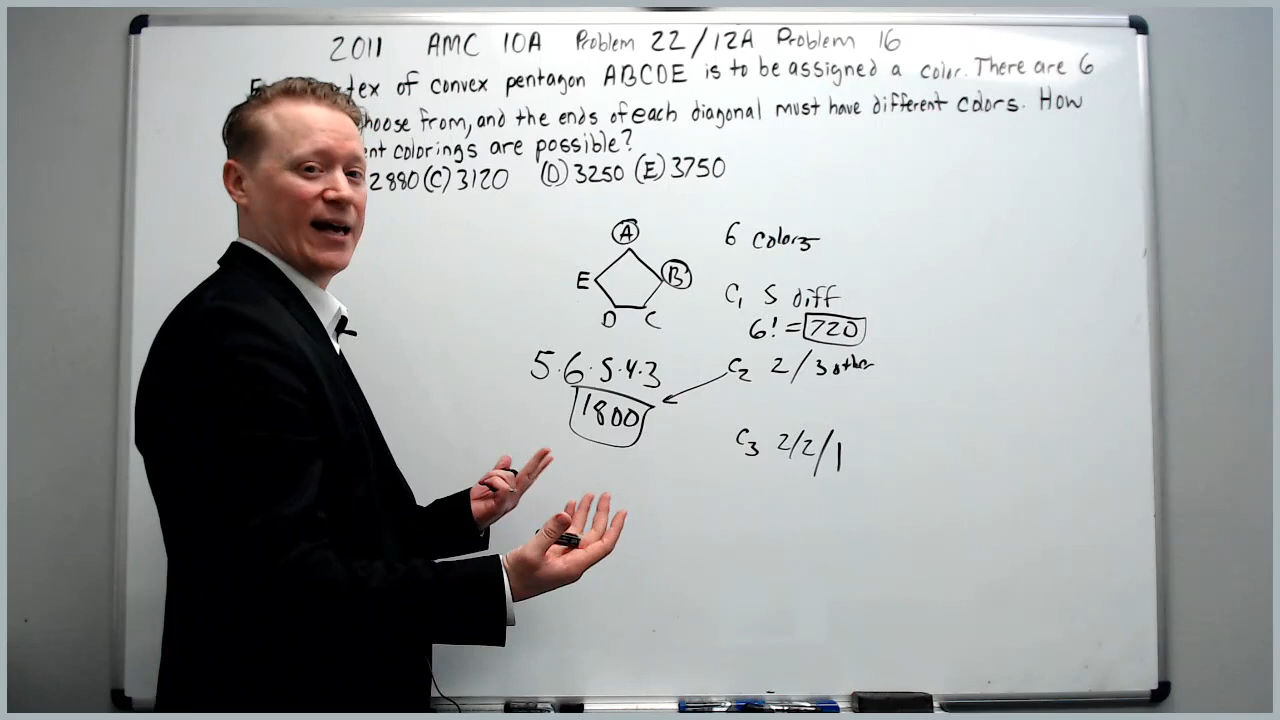 2011 AMC 10A Problem 22/12A Problem 16
tex of convex pentagon ABCDE is to be assigned a color. There are 6
hoose from, and the ends of each diagonal must have different colors. How
nt colorings are possible?
2880 (C) 3120 (D) 3250 (E) 3750
A
E B
D C
6 colors
C1 5 diff
6! = 720
5·6·5·4·3
C2 2/3 other
1800
C3 2/2/1